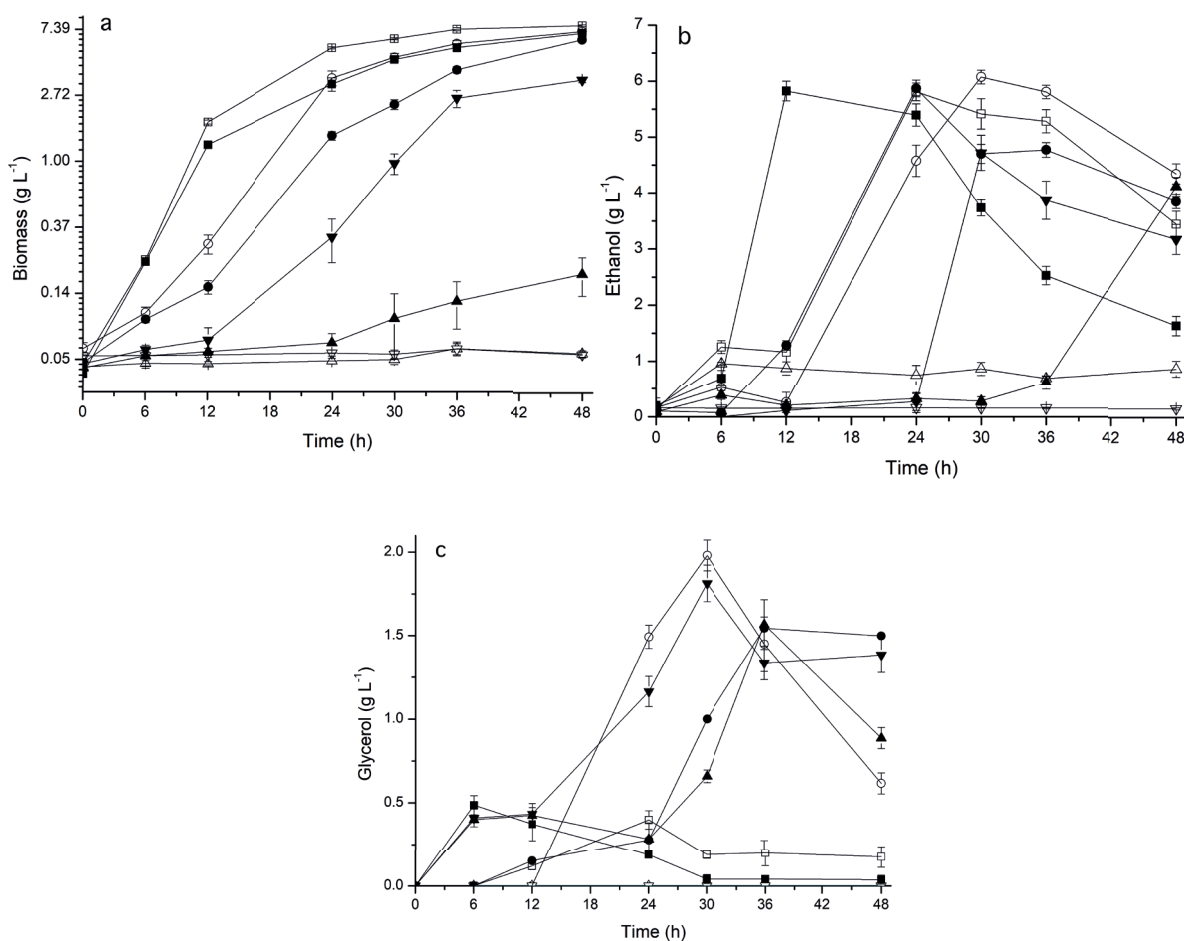 a
7.39
2.72
1.00
0.37
0.14
0.05
Biomass (g L⁻¹)
0 6 12 24 30 36 42 48
Time (h)
b
7
6
5
4
3
2
1
0
Ethanol (g L⁻¹)
0 6 12 18 24 30 36 42 48
Time (h)
c
2.0
1.5
1.0
0.5
0.0
Glycerol (g L⁻¹)
0 6 12 24 30 36 42 48
Time (h)